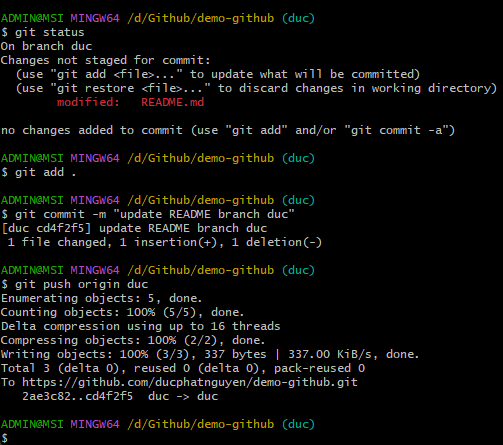 ADMIN@MSI MINGW64 /d/Github/demo-github (duc)
$ git status
On branch duc
Changes not staged for commit:
  (use "git add <file>..." to update what will be committed)
  (use "git restore <file>..." to discard changes in working directory)
        modified:   README.md

no changes added to commit (use "git add" and/or "git commit -a")

ADMIN@MSI MINGW64 /d/Github/demo-github (duc)
$ git add .

ADMIN@MSI MINGW64 /d/Github/demo-github (duc)
$ git commit -m "update README branch duc"
[duc cd4f2f5] update README branch duc
 1 file changed, 1 insertion(+), 1 deletion(-)

ADMIN@MSI MINGW64 /d/Github/demo-github (duc)
$ git push origin duc
Enumerating objects: 5, done.
Counting objects: 100% (5/5), done.
Delta compression using up to 16 threads
Compressing objects: 100% (2/2), done.
Writing objects: 100% (3/3), 337 bytes | 337.00 KiB/s, done.
Total 3 (delta 0), reused 0 (delta 0), pack-reused 0
To https://github.com/ducphatnguyen/demo-github.git
   2ae3c82..cd4f2f5  duc -> duc

ADMIN@MSI MINGW64 /d/Github/demo-github (duc)
$